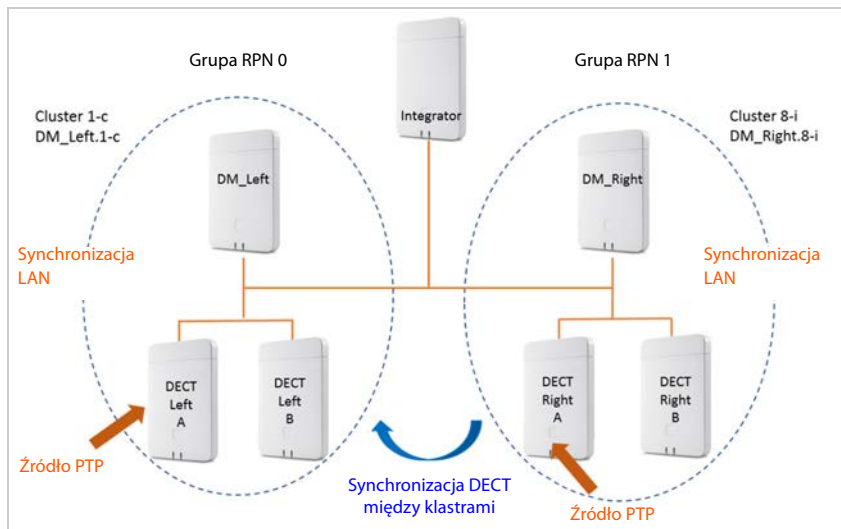 Grupa RPN 0
Grupa RPN 1
Integrator
Cluster 1-c
DM_Left.1-c
Cluster 8-i
DM_Right.8-i
DM_Left
DM_Right
Synchronizacja
LAN
Synchronizacja
LAN
DECT
Left
A
DECT
Left
B
DECT
Right
A
DECT
Right
B
Źródło PTP
Synchronizacja DECT
między klastrami
Źródło PTP